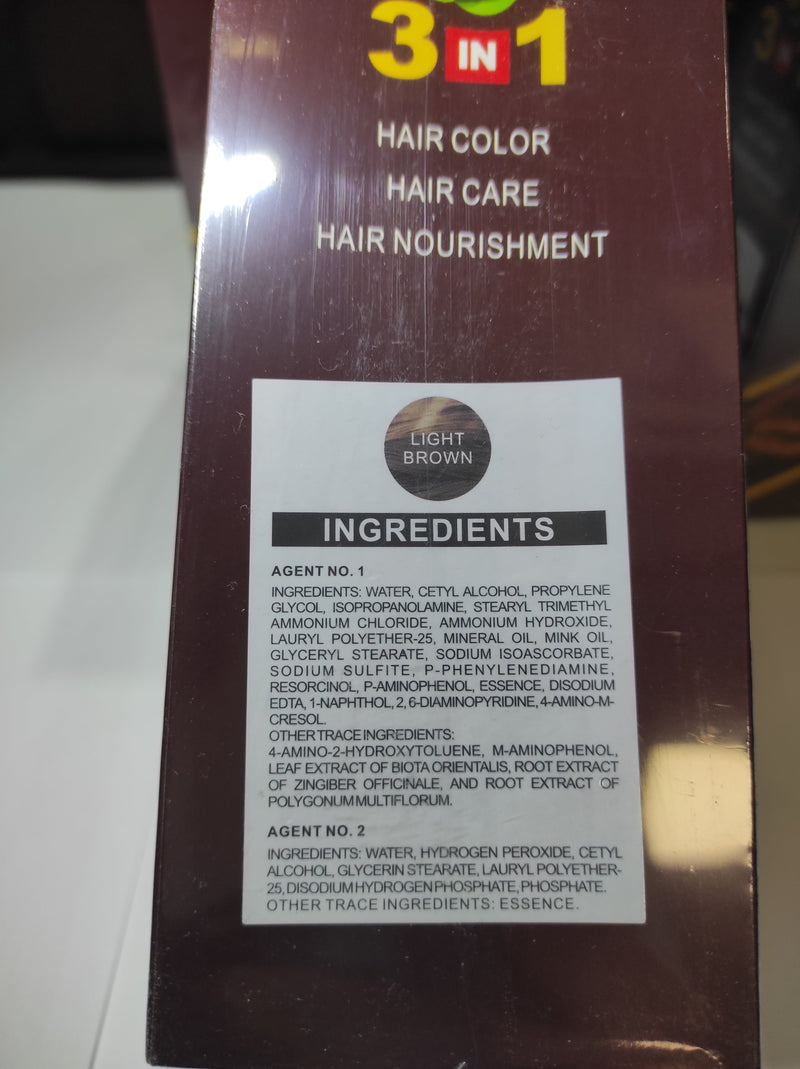 3 IN 1
HAIR COLOR
HAIR CARE
HAIR NOURISHMENT
LIGHT
BROWN
INGREDIENTS
AGENT NO. 1
INGREDIENTS: WATER, CETYL ALCOHOL, PROPYLENE
GLYCOL, ISOPROPANOLAMINE, STEARYL TRIMETHYL
AMMONIUM CHLORIDE, AMMONIUM HYDROXIDE,
LAURYL POLYETHER-25, MINERAL OIL, MINK OIL,
GLYCERYL STEARATE, SODIUM ISOASCORBATE,
SODIUM SULFITE, P-PHENYLENEDIAMINE,
RESORCINOL, P-AMINOPHENOL, ESSENCE, DISODIUM
EDTA, 1-NAPHTHOL, 2, 6-DIAMINOPYRIDINE, 4-AMINO-M-
CRESOL.
OTHER TRACE INGREDIENTS:
4-AMINO-2-HYDROXYTOLUENE, M-AMINOPHENOL,
LEAF EXTRACT OF BIOTA ORIENTALIS, ROOT EXTRACT
OF ZINGIBER OFFICINALE, AND ROOT EXTRACT OF
POLYGONUM MULTIFLORUM.
AGENT NO. 2
INGREDIENTS: WATER, HYDROGEN PEROXIDE, CETYL
ALCOHOL, GLYCERIN STEARATE, LAURYL POLYETHER-
25, DISODIUM HYDROGEN PHOSPHATE, PHOSPHATE.
OTHER TRACE INGREDIENTS: ESSENCE.